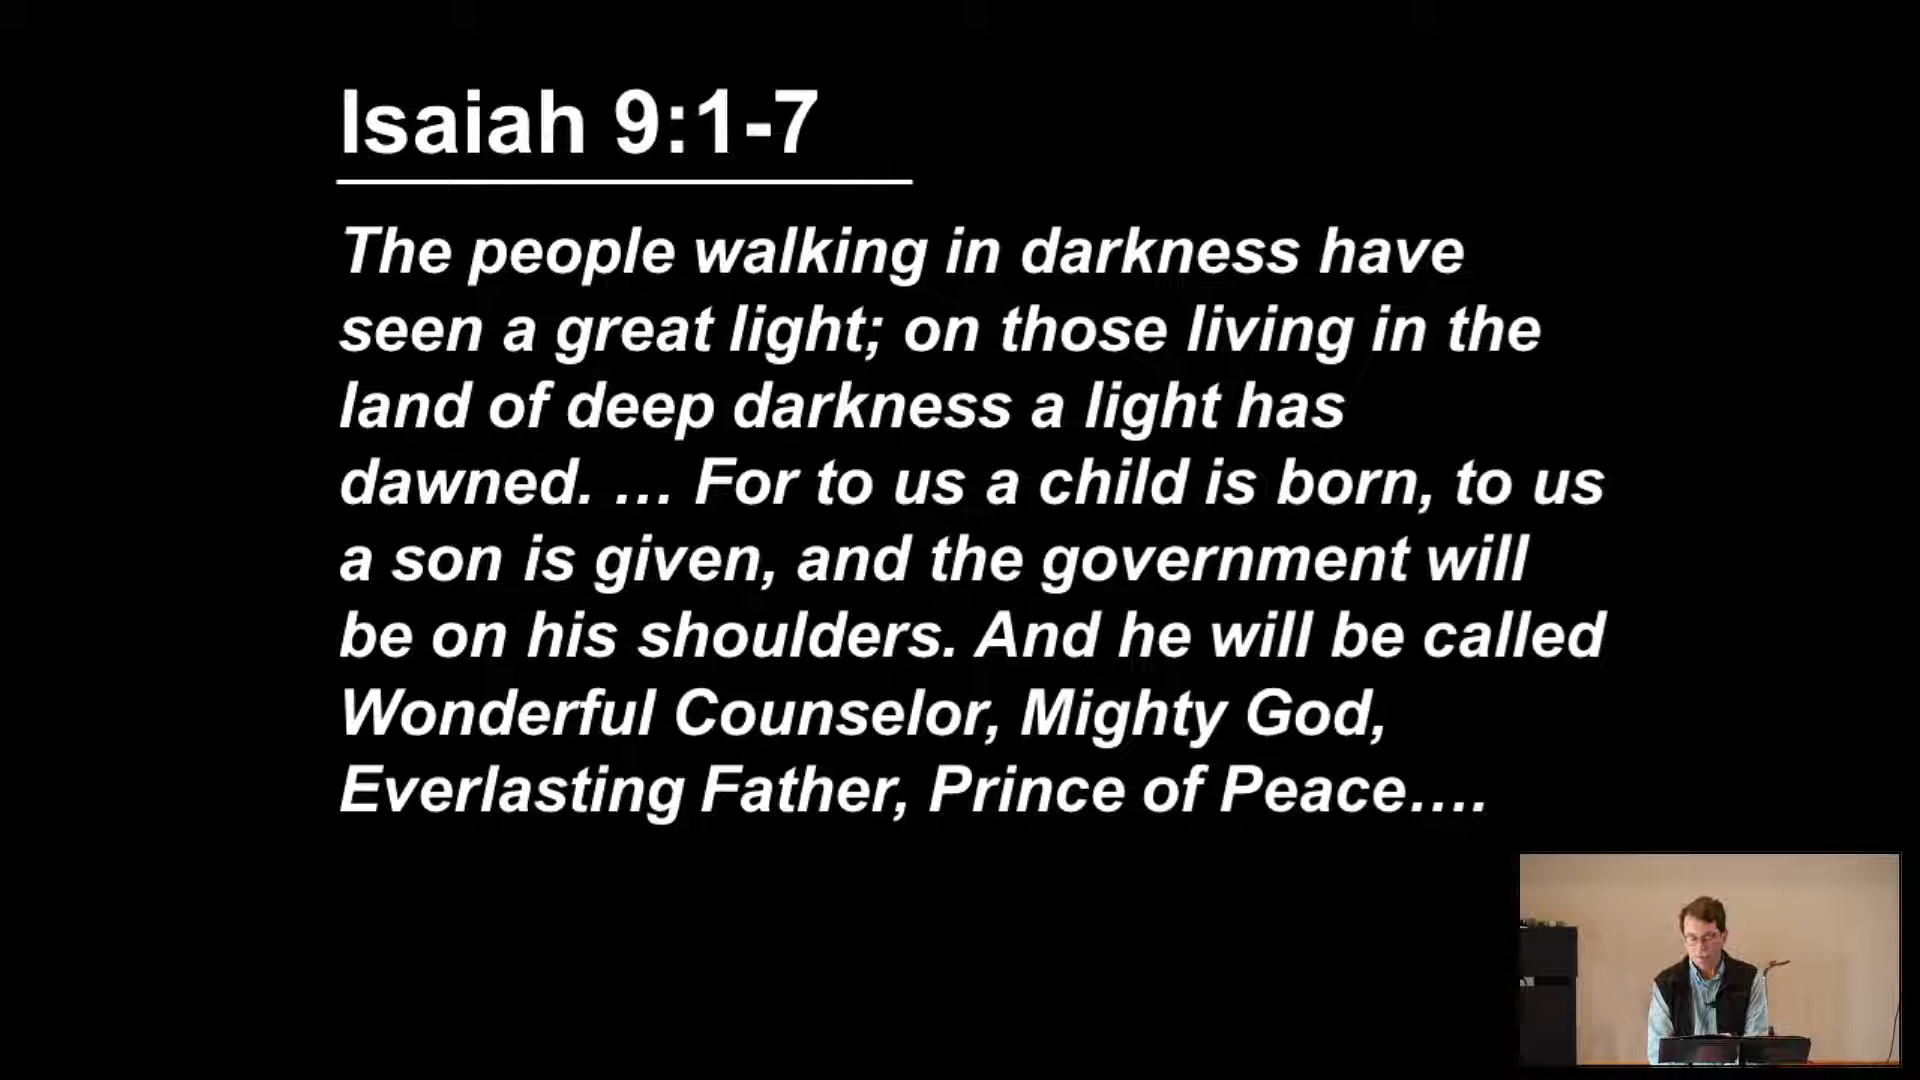 Isaiah 9:1-7
The people walking in darkness have
seen a great light; on those living in the
land of deep darkness a light has
dawned. … For to us a child is born, to us
a son is given, and the government will
be on his shoulders. And he will be called
Wonderful Counselor, Mighty God,
Everlasting Father, Prince of Peace….